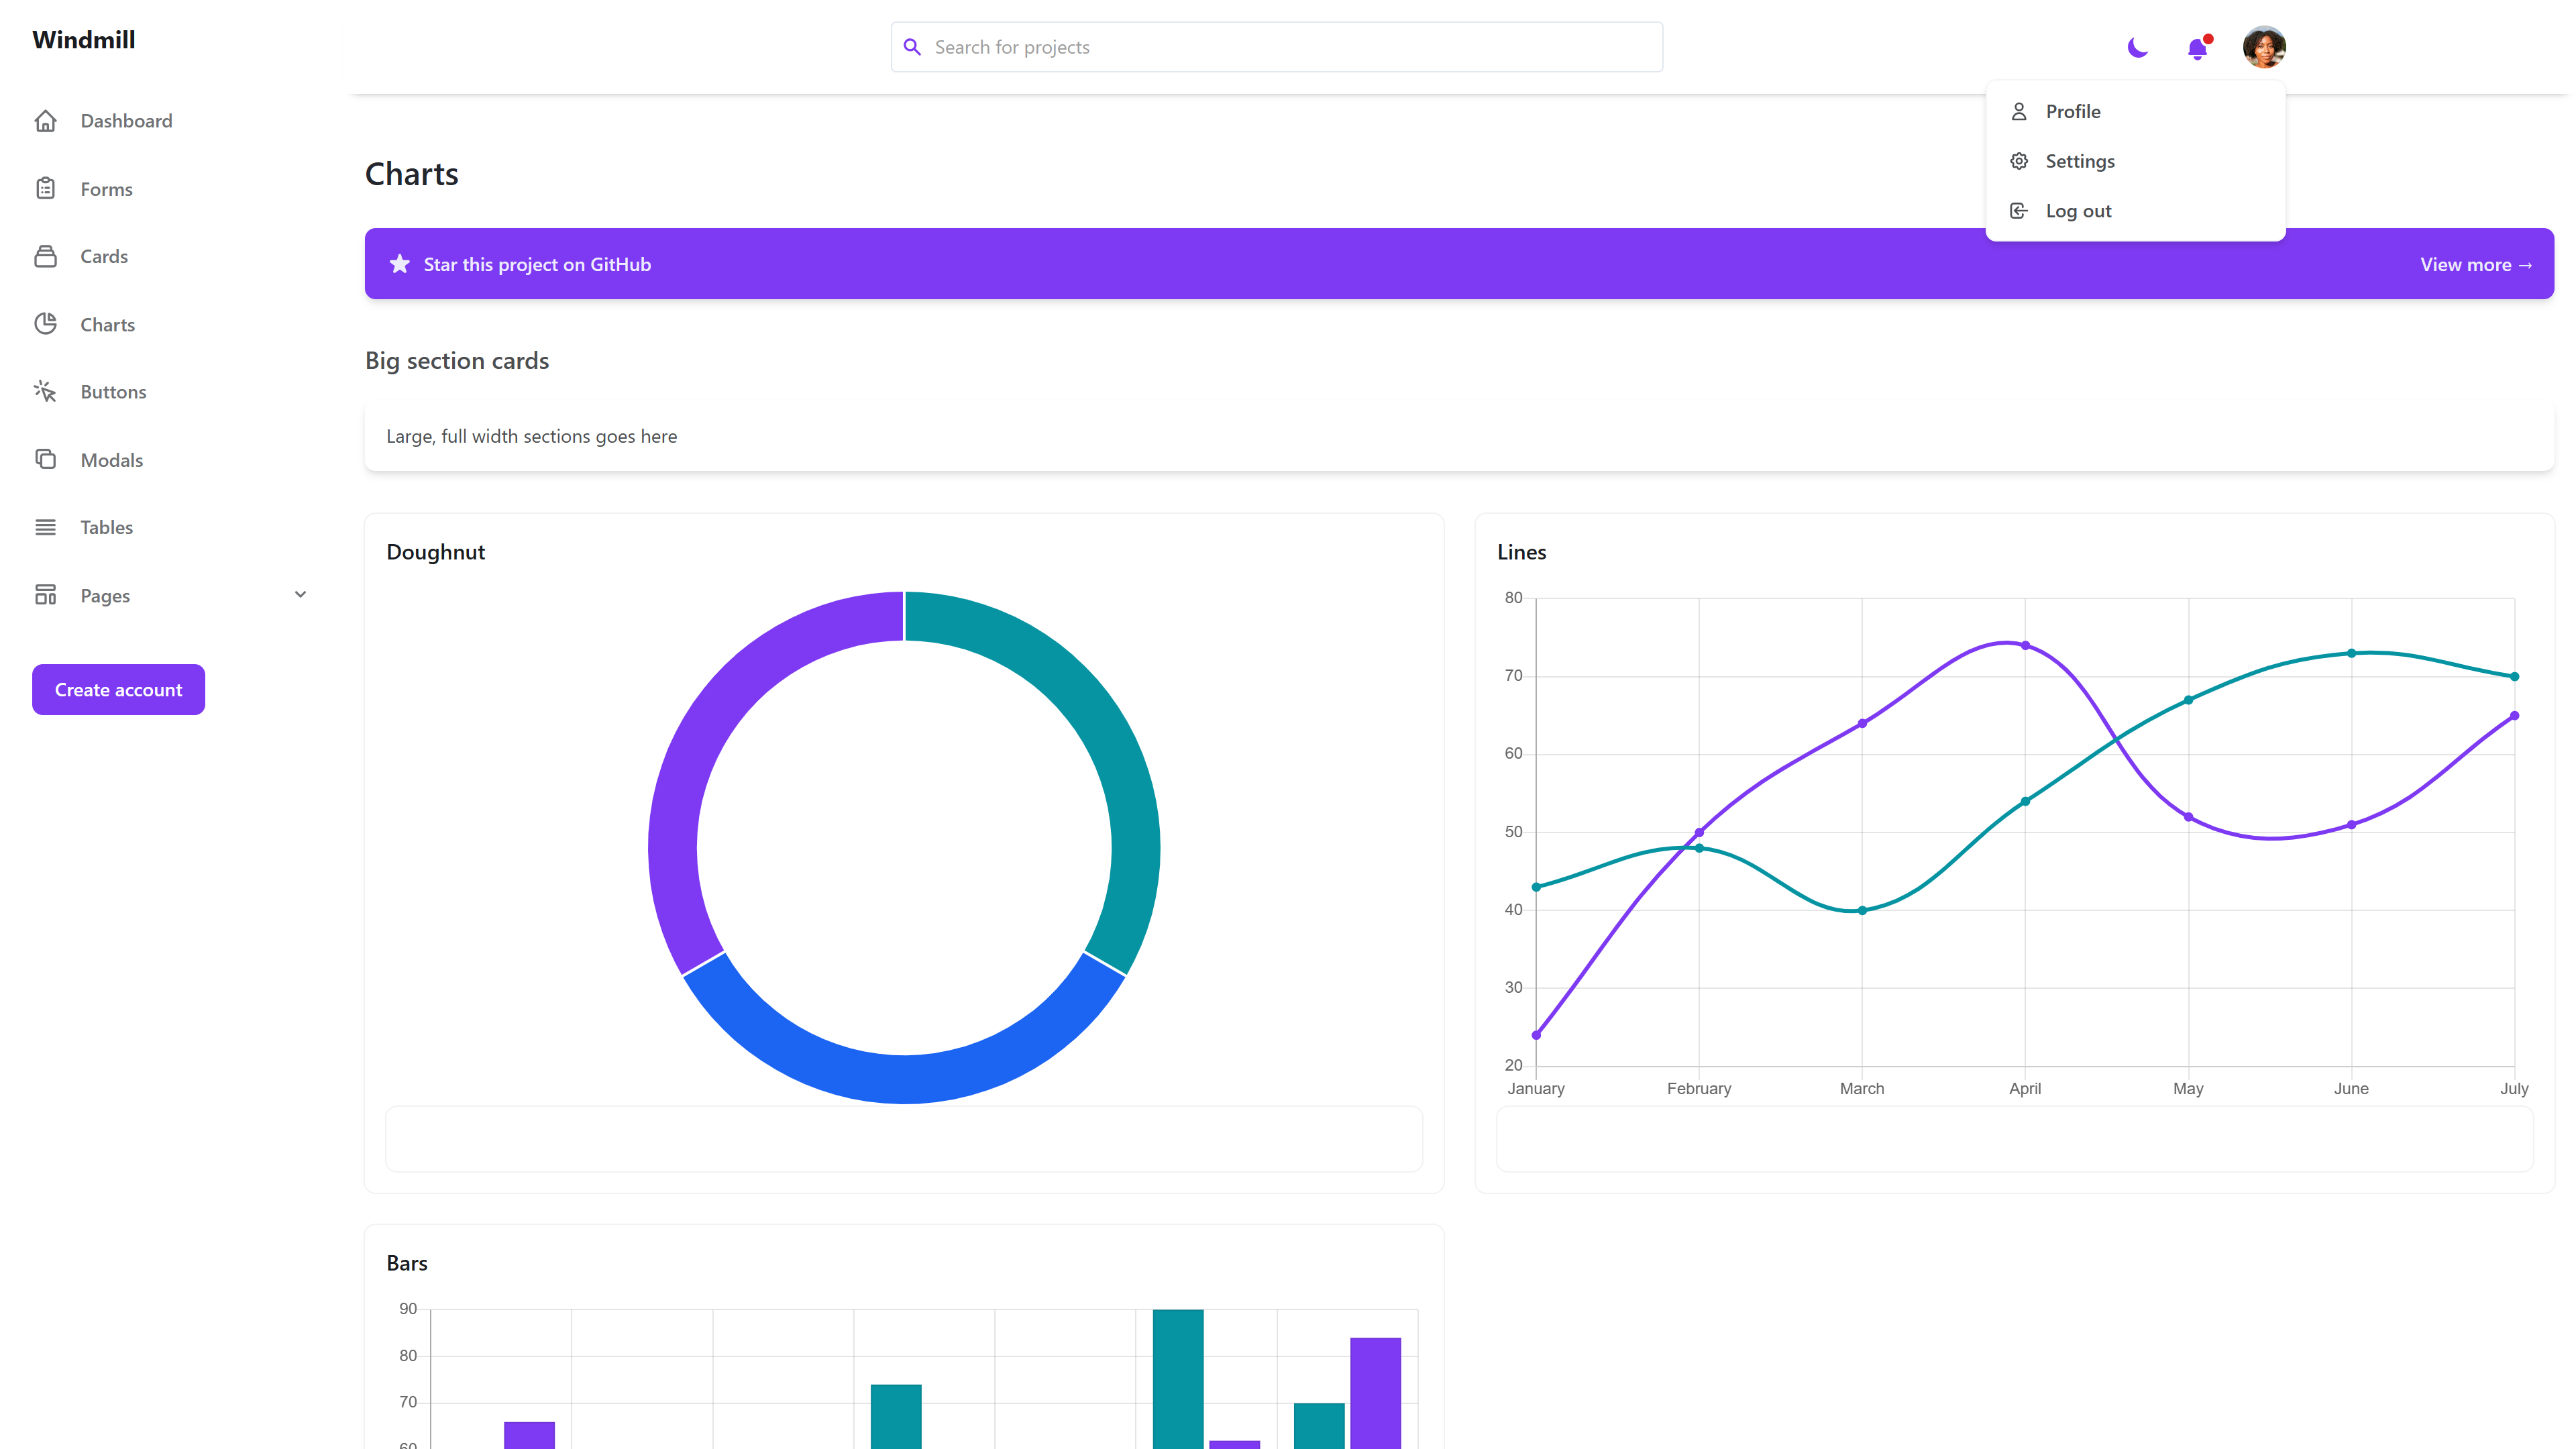 Windmill
Search for projects
Profile
Settings
Log out
Dashboard
Forms
Cards
Charts
Buttons
Modals
Tables
Pages
Create account
Charts
Star this project on GitHub
View more →
Big section cards
Large, full width sections goes here
Doughnut
Lines
80
70
60
50
40
30
20
January February March April May June July
Bars
90
80
70
60